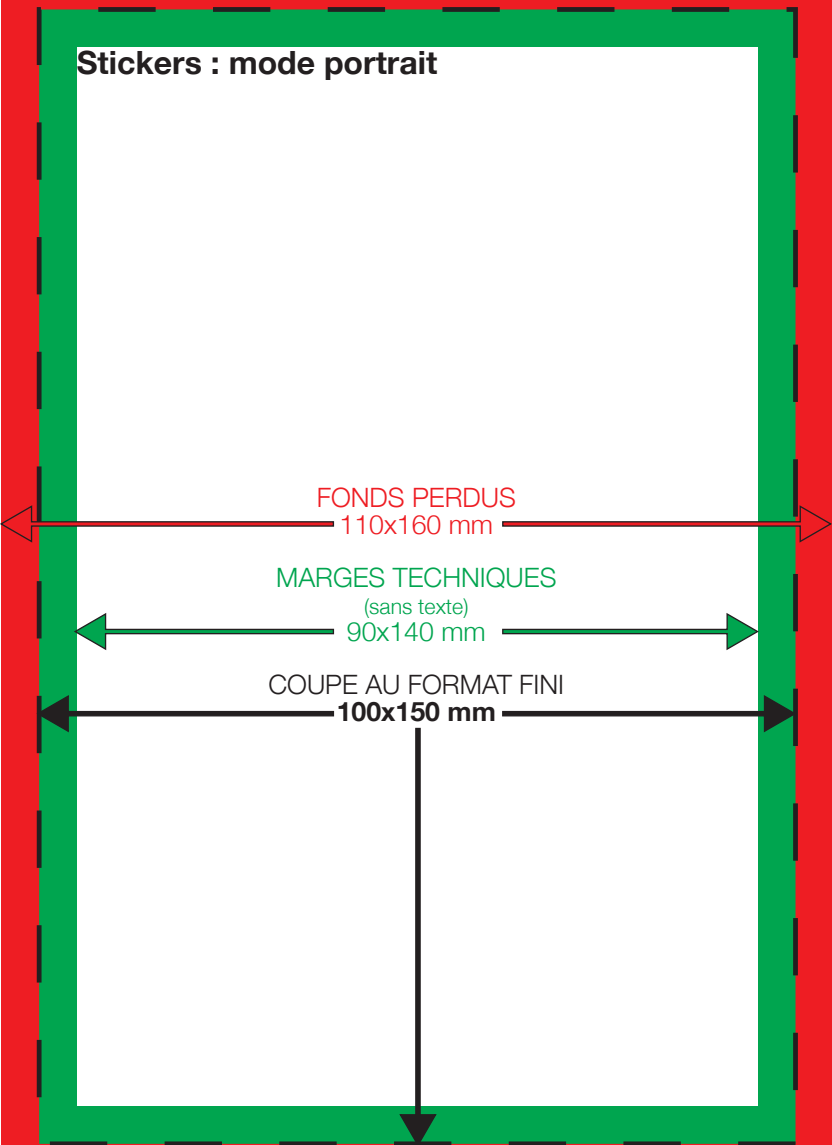 Stickers : mode portrait
FONDS PERDUS
110x160 mm
MARGES TECHNIQUES
(sans texte)
90x140 mm
COUPE AU FORMAT FINI
100x150 mm